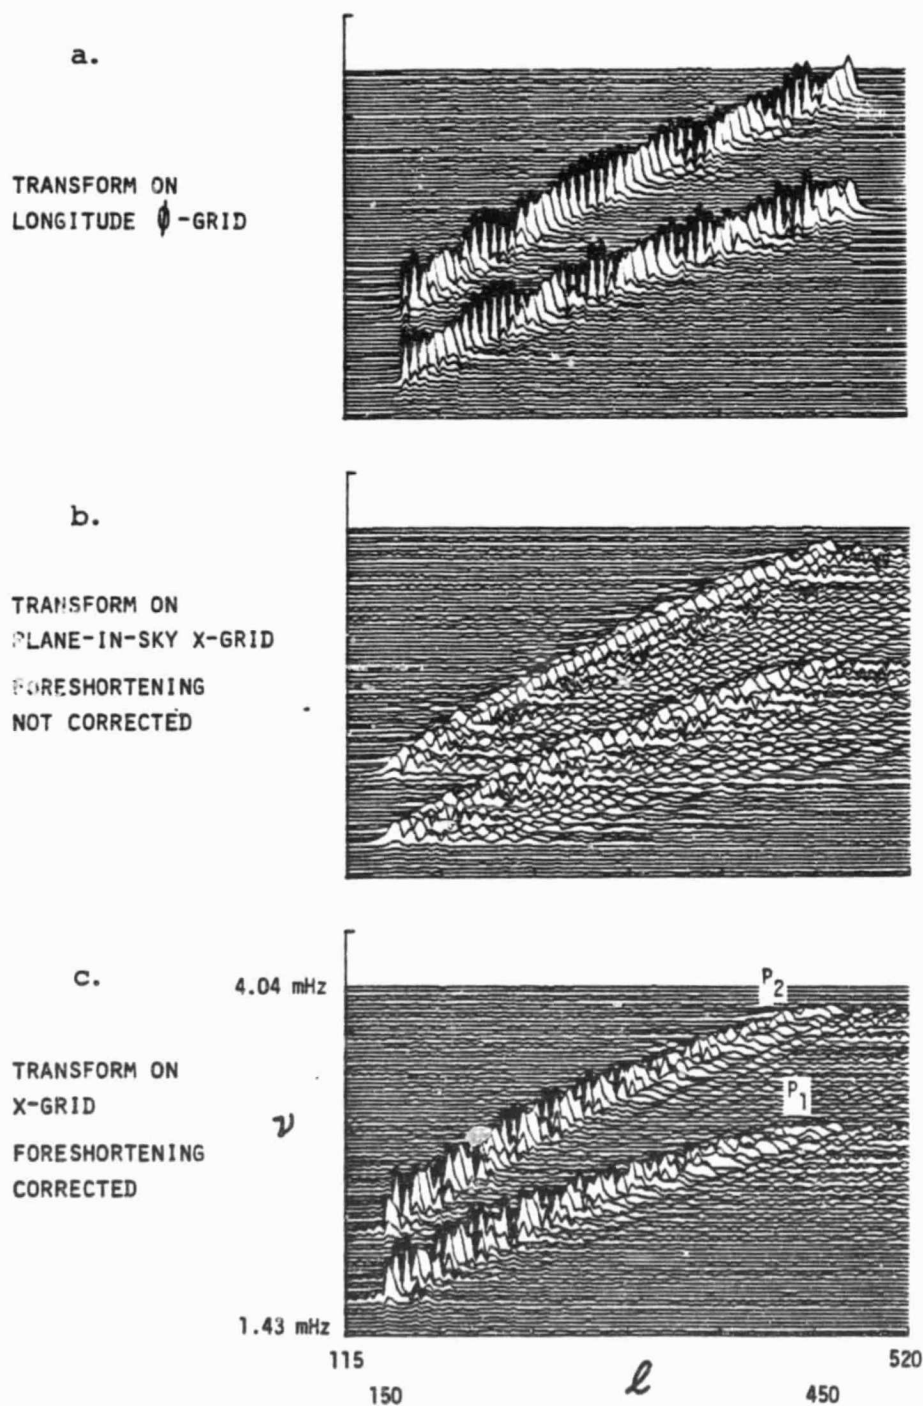 a.
TRANSFORM ON
LONGITUDE ϕ-GRID
b.
TRANSFORM ON
PLANE-IN-SKY X-GRID
FORESHORTENING
NOT CORRECTED
c.
4.04 mHz
P2
TRANSFORM ON
X-GRID
P1
ν
FORESHORTENING
CORRECTED
1.43 mHz
115
520
ℓ
150
450